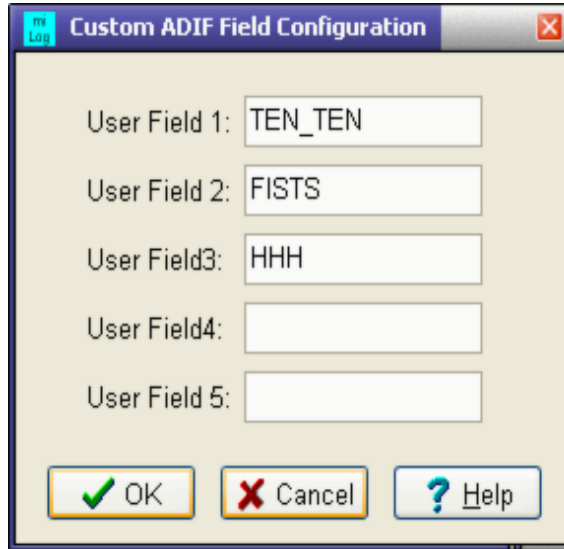 mi
Log
Custom ADIF Field Configuration
User Field 1: TEN_TEN
User Field 2: FISTS
User Field3: HHH
User Field4:
User Field 5:
OK Cancel ? Help